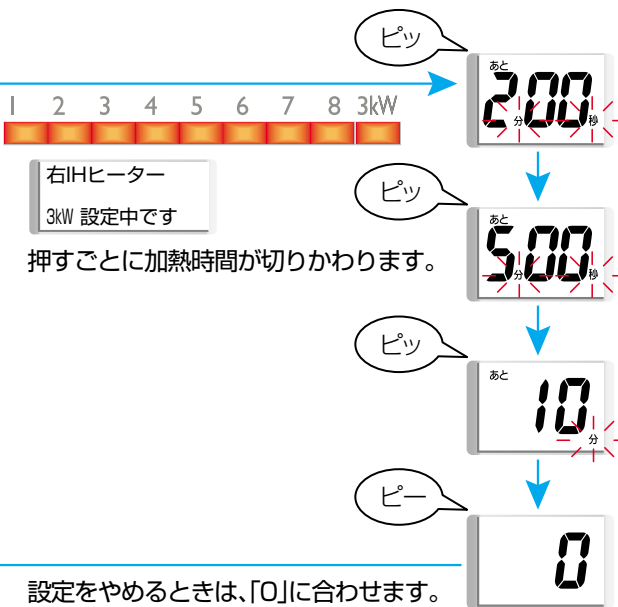 ピッ
あと
2 分 00 秒
1 2 3 4 5 6 7 8 3kW
右IHヒーター
3kW 設定中です
ピッ
あと
5 分 00 秒
押すごとに加熱時間が切りかわります。
ピッ
あと
10 分
ピー
0
設定をやめるときは、「0」に合わせます。